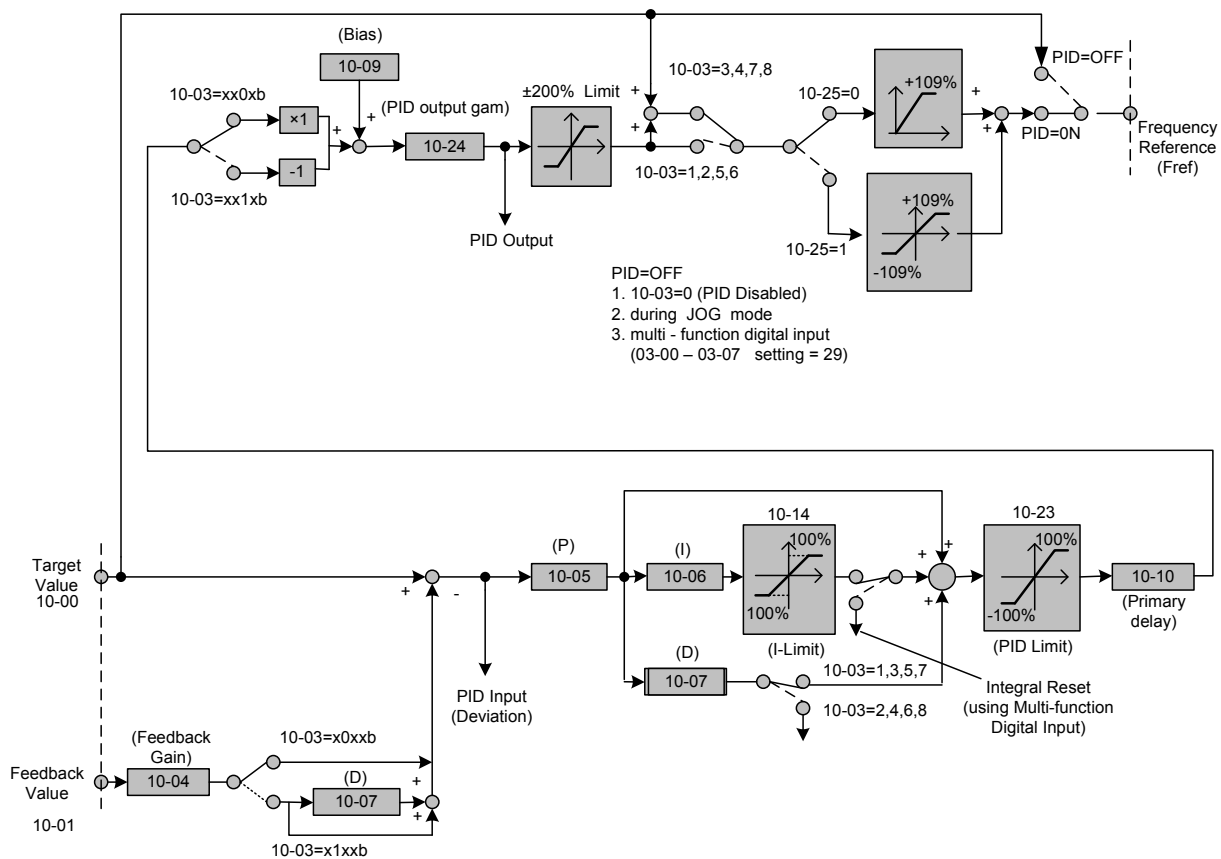 (Bias)
10-09
10-03=xx0xb
×1
-1
10-03=xx1xb
+
+
(PID output gam)
10-24
PID Output
±200% Limit
10-03=3,4,7,8
+
+
10-03=1,2,5,6
10-25=0
+109%
+
+
10-25=1
+109%
-109%
PID=OFF
PID=0N
Frequency
Reference
(Fref)
PID=OFF
1. 10-03=0 (PID Disabled)
2. during JOG mode
3. multi - function digital input
(03-00 – 03-07 setting = 29)
Target
Value
10-00
+
-
PID Input
(Deviation)
(P)
10-05
(I)
10-06
10-14
100%
100%
(I-Limit)
(D)
10-07
10-03=1,3,5,7
10-03=2,4,6,8
+
+
+
Integral Reset
(using Multi-function
Digital Input)
10-23
100%
-100%
(PID Limit)
10-10
(Primary
delay)
Feedback
Value
10-01
(Feedback
Gain)
10-04
10-03=x0xxb
(D)
10-07
+
+
10-03=x1xxb